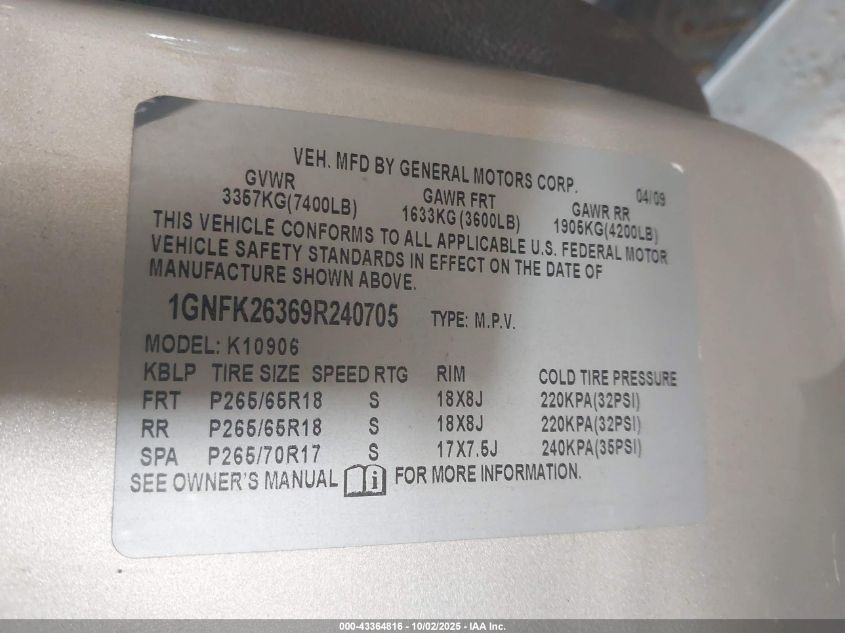 VEH. MFD BY GENERAL MOTORS CORP. 04/09
GVWR GAWR FRT GAWR RR
3357KG(7400LB) 1633KG(3600LB) 1905KG(4200LB)
THIS VEHICLE CONFORMS TO ALL APPLICABLE U.S. FEDERAL MOTOR
VEHICLE SAFETY STANDARDS IN EFFECT ON THE DATE OF
MANUFACTURE SHOWN ABOVE.
1GNFK26369R240705 TYPE: M.P.V.
MODEL: K10906
KBLP TIRE SIZE SPEED RTG RIM COLD TIRE PRESSURE
FRT P265/65R18 S 18X8J 220KPA(32PSI)
RR P265/65R18 S 18X8J 220KPA(32PSI)
SPA P265/70R17 S 17X7.5J 240KPA(35PSI)
SEE OWNER'S MANUAL i FOR MORE INFORMATION.
000-43364816 - 10/02/2025 - IAA Inc.